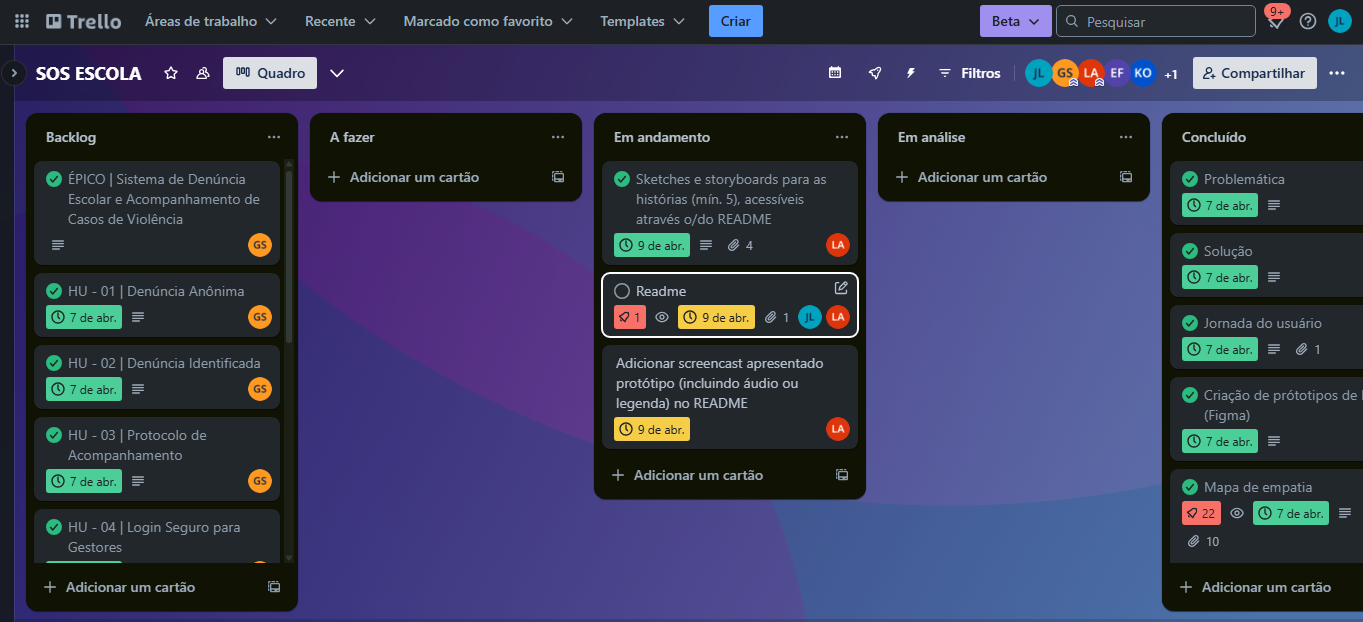 Trello
Áreas de trabalho
Recente
Marcado como favorito
Templates
Criar
Beta
Pesquisar
9+
JL
SOS ESCOLA
Quadro
Filtros
JL
GS
LA
EF
KO
+1
Compartilhar
Backlog
ÉPICO | Sistema de Denúncia
Escolar e Acompanhamento de
Casos de Violência
GS
HU - 01 | Denúncia Anônima
7 de abr.
GS
HU - 02 | Denúncia Identificada
7 de abr.
GS
HU - 03 | Protocolo de
Acompanhamento
7 de abr.
GS
HU - 04 | Login Seguro para
Gestores
Adicionar um cartão
A fazer
Adicionar um cartão
Em andamento
Sketches e storyboards para as
histórias (mín. 5), acessíveis
através o/do README
9 de abr.
4
LA
Readme
1
9 de abr.
1
JL
LA
Adicionar screencast apresentado
protótipo (incluindo áudio ou
legenda) no README
9 de abr.
LA
Adicionar um cartão
Em análise
Adicionar um cartão
Concluído
Problemática
7 de abr.
Solução
7 de abr.
Jornada do usuário
7 de abr.
1
Criação de prótotipos de
(Figma)
7 de abr.
Mapa de empatia
22
7 de abr.
10
Adicionar um cartão